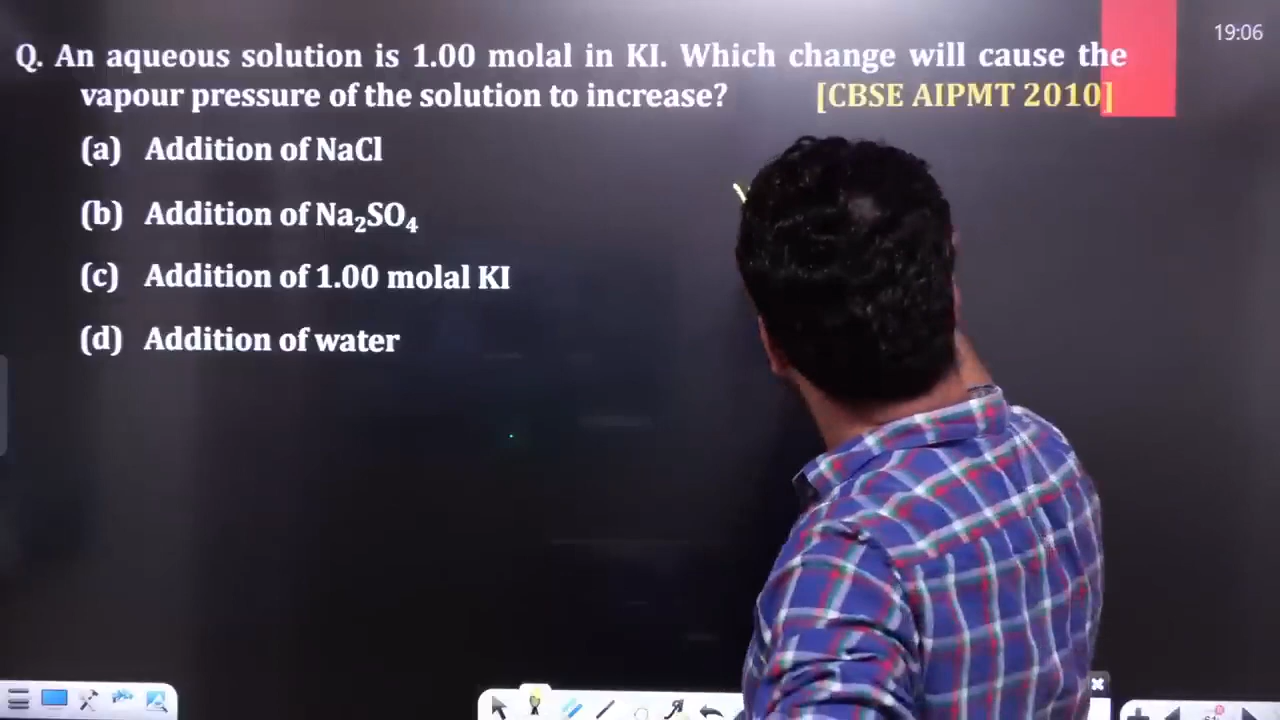 19:06
Q. An aqueous solution is 1.00 molal in KI. Which change will cause the
vapour pressure of the solution to increase? [CBSE AIPMT 2010]
(a) Addition of NaCl
(b) Addition of Na₂SO₄
(c) Addition of 1.00 molal KI
(d) Addition of water